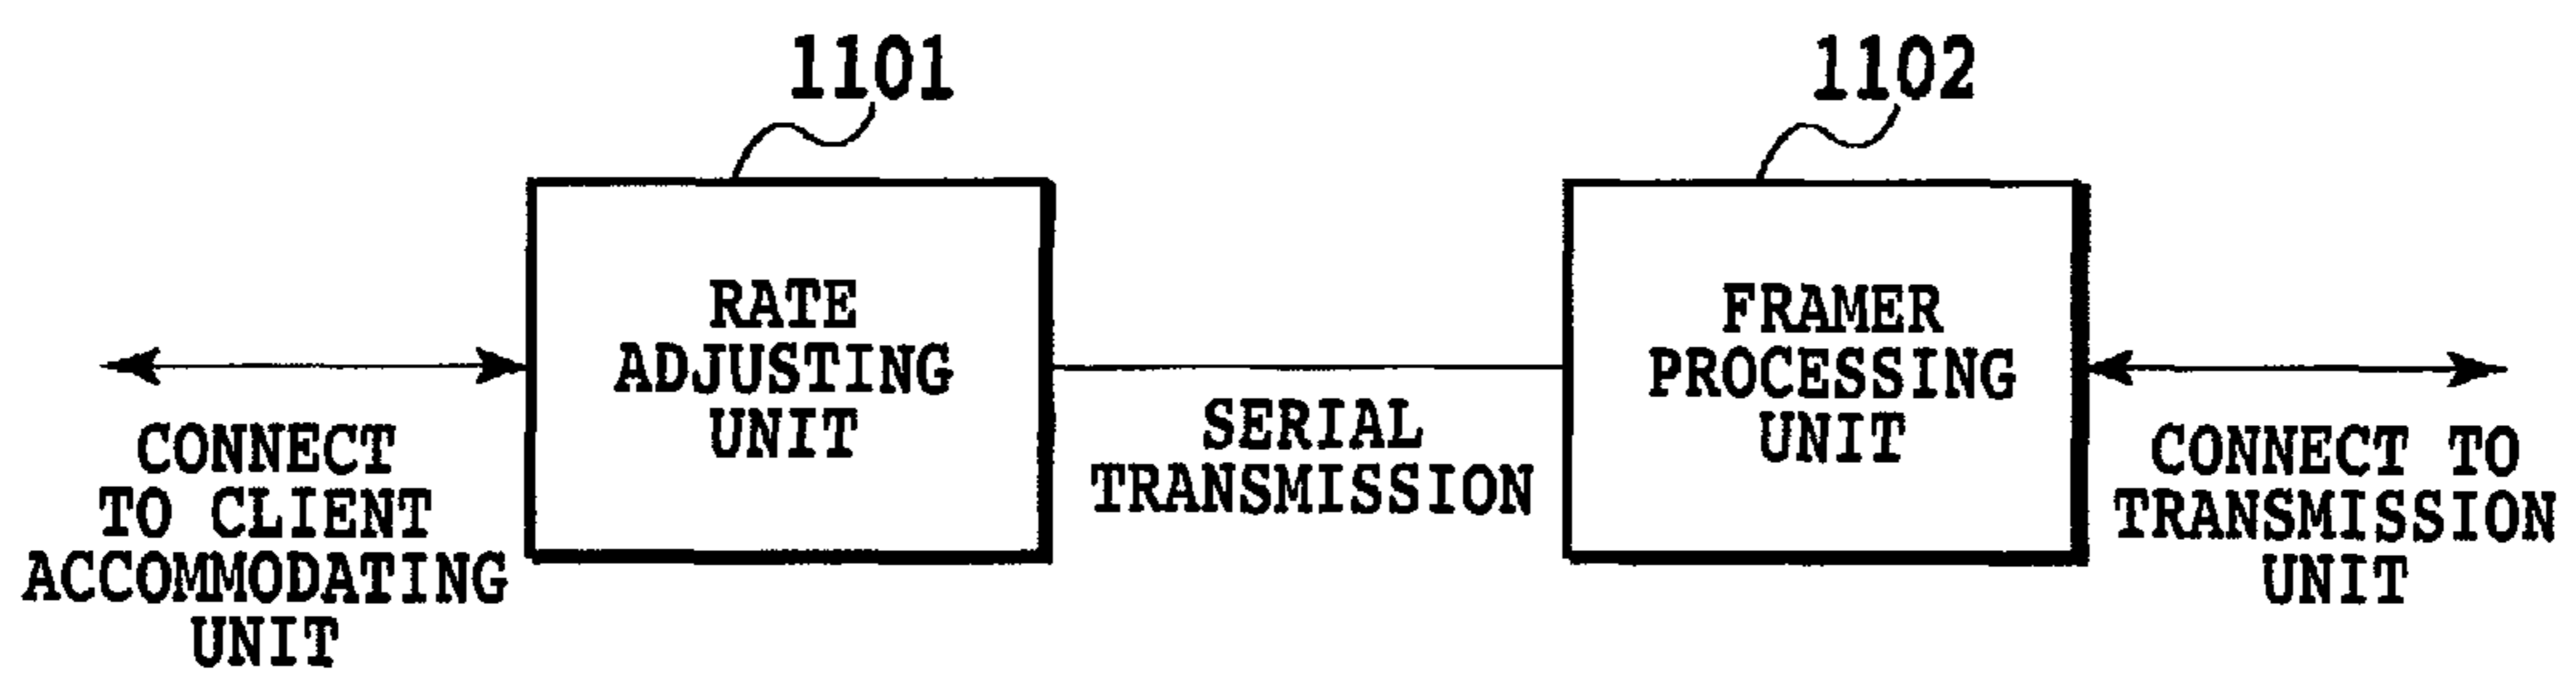 1101
1102
RATE
ADJUSTING
UNIT
FRAMER
PROCESSING
UNIT
CONNECT
TO CLIENT
ACCOMMODATING
UNIT
SERIAL
TRANSMISSION
CONNECT TO
TRANSMISSION
UNIT